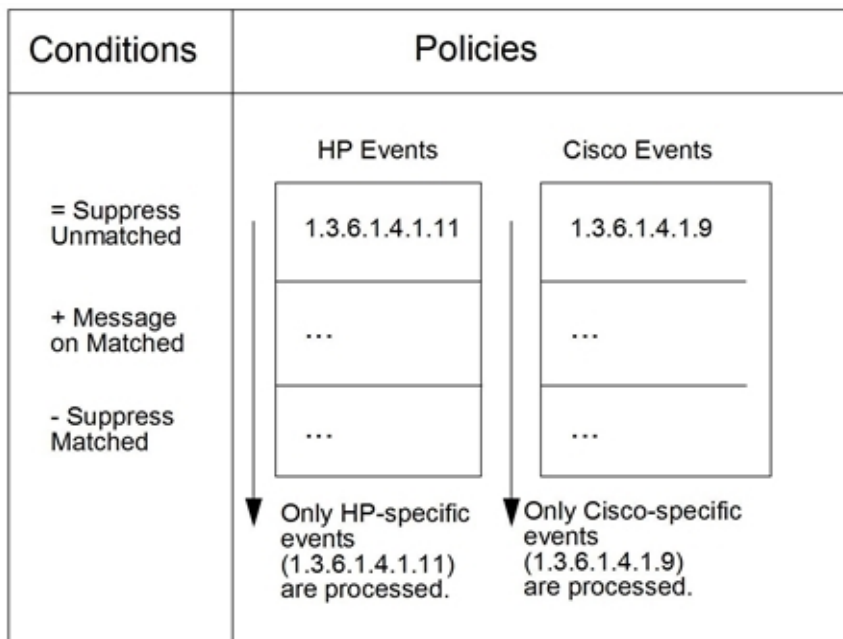 Conditions
Policies
HP Events
Cisco Events
= Suppress
Unmatched
1.3.6.1.4.1.11
1.3.6.1.4.1.9
+ Message
on Matched
...
...
- Suppress
Matched
...
...
Only HP-specific
events
(1.3.6.1.4.1.11)
are processed.
Only Cisco-specific
events
(1.3.6.1.4.1.9)
are processed.